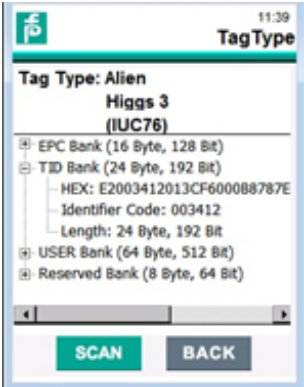 11:39
TagType
Tag Type: Alien
Higgs 3
(IUC76)
EPC Bank (16 Byte, 128 Bit)
TID Bank (24 Byte, 192 Bit)
HEX: E2003412013CF6000B8787E
Identifier Code: 003412
Length: 24 Byte, 192 Bit
USER Bank (64 Byte, 512 Bit)
Reserved Bank (8 Byte, 64 Bit)
SCAN BACK